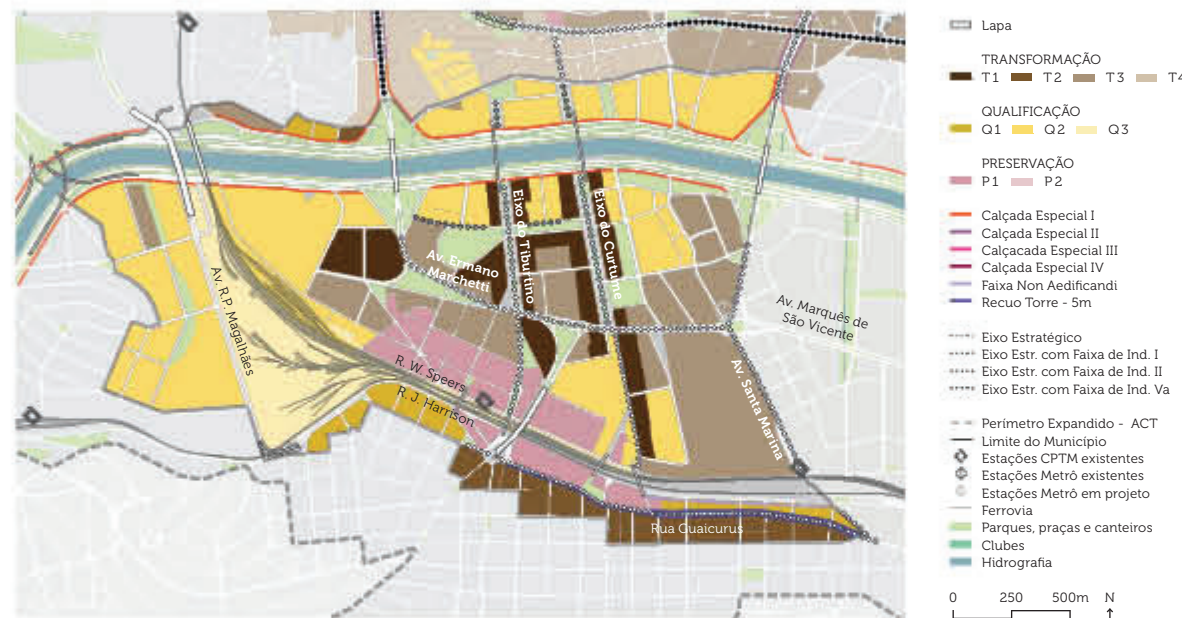 Eixo do Tiburtino
Eixo do Curtume
Av. Ermano
Marchetti
Av. R.P. Magalhães
R. W. Speers
R. J. Harrison
Av. Marquês de
São Vicente
Av. Santa Marina
Rua Guaicurus
Lapa
TRANSFORMAÇÃO
T1 T2 T3 T4
QUALIFICAÇÃO
Q1 Q2 Q3
PRESERVAÇÃO
P1 P2
Calçada Especial I
Calçada Especial II
Calçacada Especial III
Calçada Especial IV
Faixa Non Aedificandi
Recuo Torre - 5m
Eixo Estratégico
Eixo Estr. com Faixa de Ind. I
Eixo Estr. com Faixa de Ind. II
Eixo Estr. com Faixa de Ind. Va
Perímetro Expandido - ACT
Limite do Município
Estações CPTM existentes
Estações Metrô existentes
Estações Metrô em projeto
Ferrovia
Parques, praças e canteiros
Clubes
Hidrografia
0 250 500m N